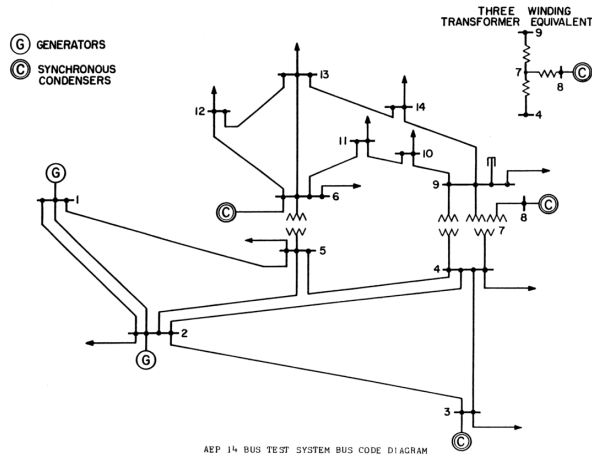 THREE WINDING
TRANSFORMER EQUIVALENT
9
7
C
8
4
G GENERATORS
C SYNCHRONOUS
CONDENSERS
13
14
12
11
10
9
6
C
8
C
7
G
1
5
4
2
G
3
C
AEP 14 BUS TEST SYSTEM BUS CODE DIAGRAM